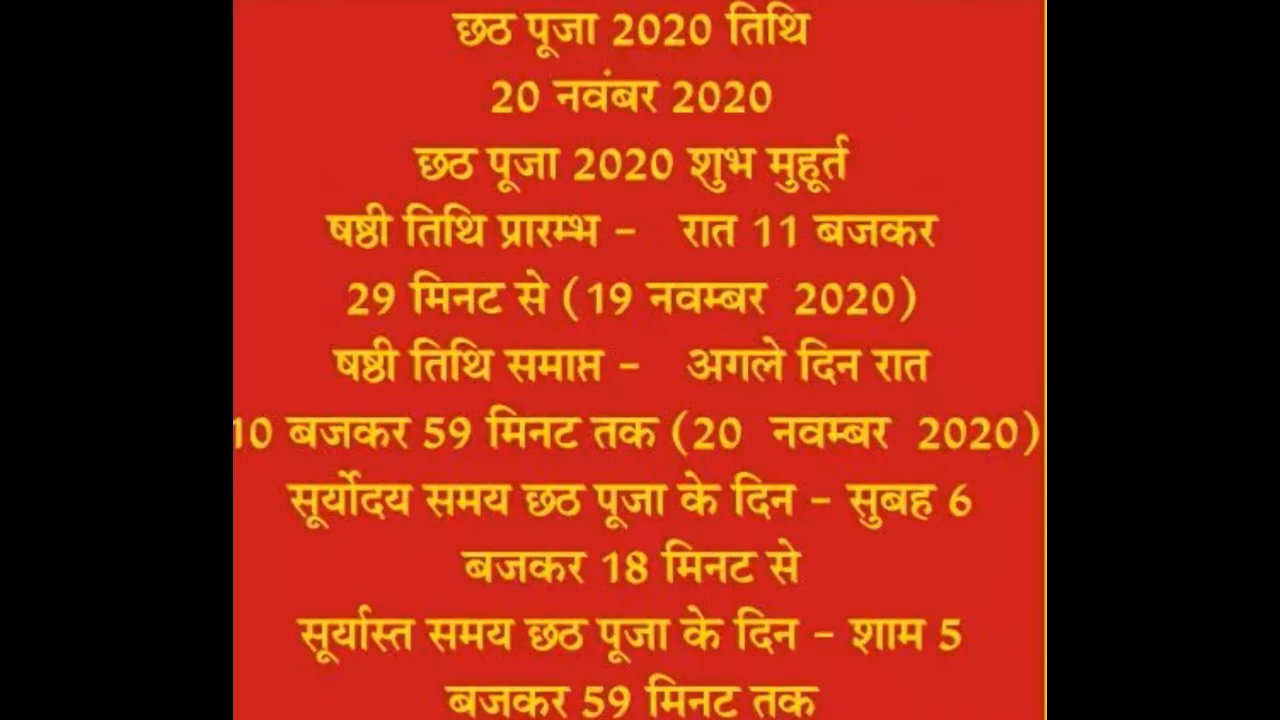 छठ पूजा 2020 तिथि
20 नवंबर 2020
छठ पूजा 2020 शुभ मुहूर्त
षष्ठी तिथि प्रारम्भ - रात 11 बजकर
29 मिनट से (19 नवम्बर 2020)
षष्ठी तिथि समाप्त - अगले दिन रात
10 बजकर 59 मिनट तक (20 नवम्बर 2020)
सूर्योदय समय छठ पूजा के दिन - सुबह 6
बजकर 18 मिनट से
सूर्यास्त समय छठ पूजा के दिन - शाम 5
बजकर 59 मिनट तक